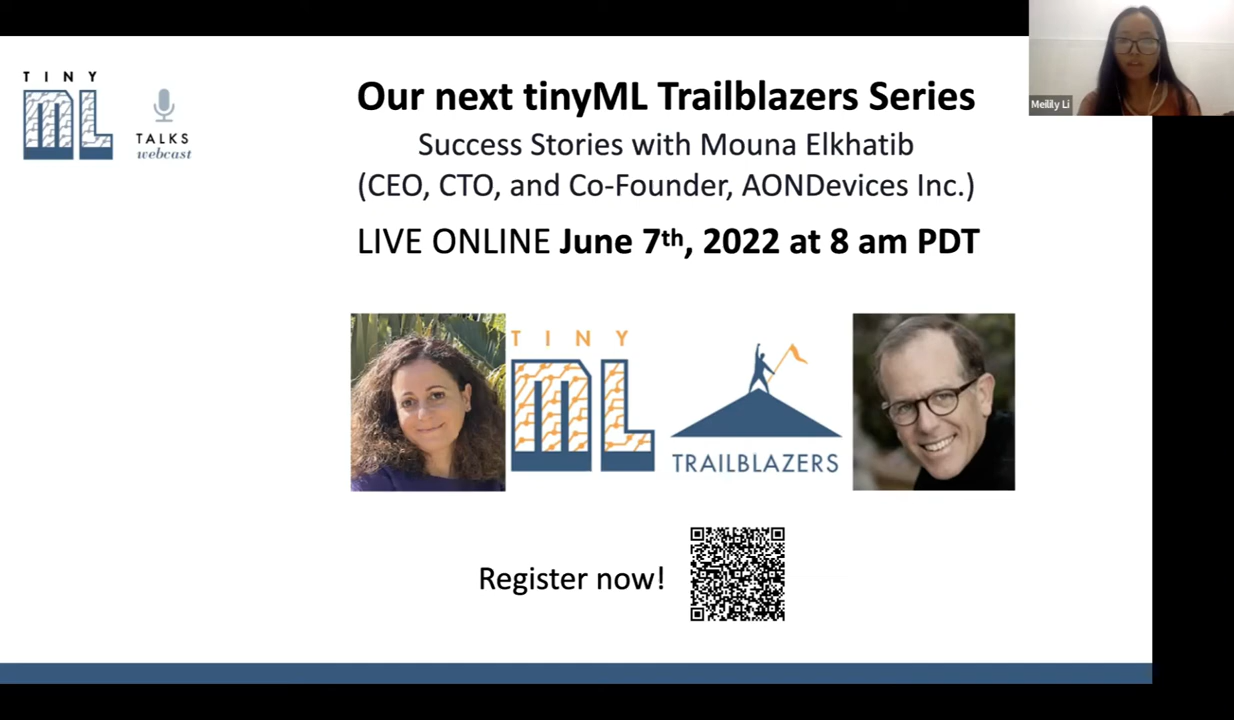 TINY
ML
TALKS
webcast
Our next tinyML Trailblazers Series
Success Stories with Mouna Elkhatib
(CEO, CTO, and Co-Founder, AONDevices Inc.)
LIVE ONLINE June 7th, 2022 at 8 am PDT
Meilily Li
TINY
ML
TRAILBLAZERS
Register now!